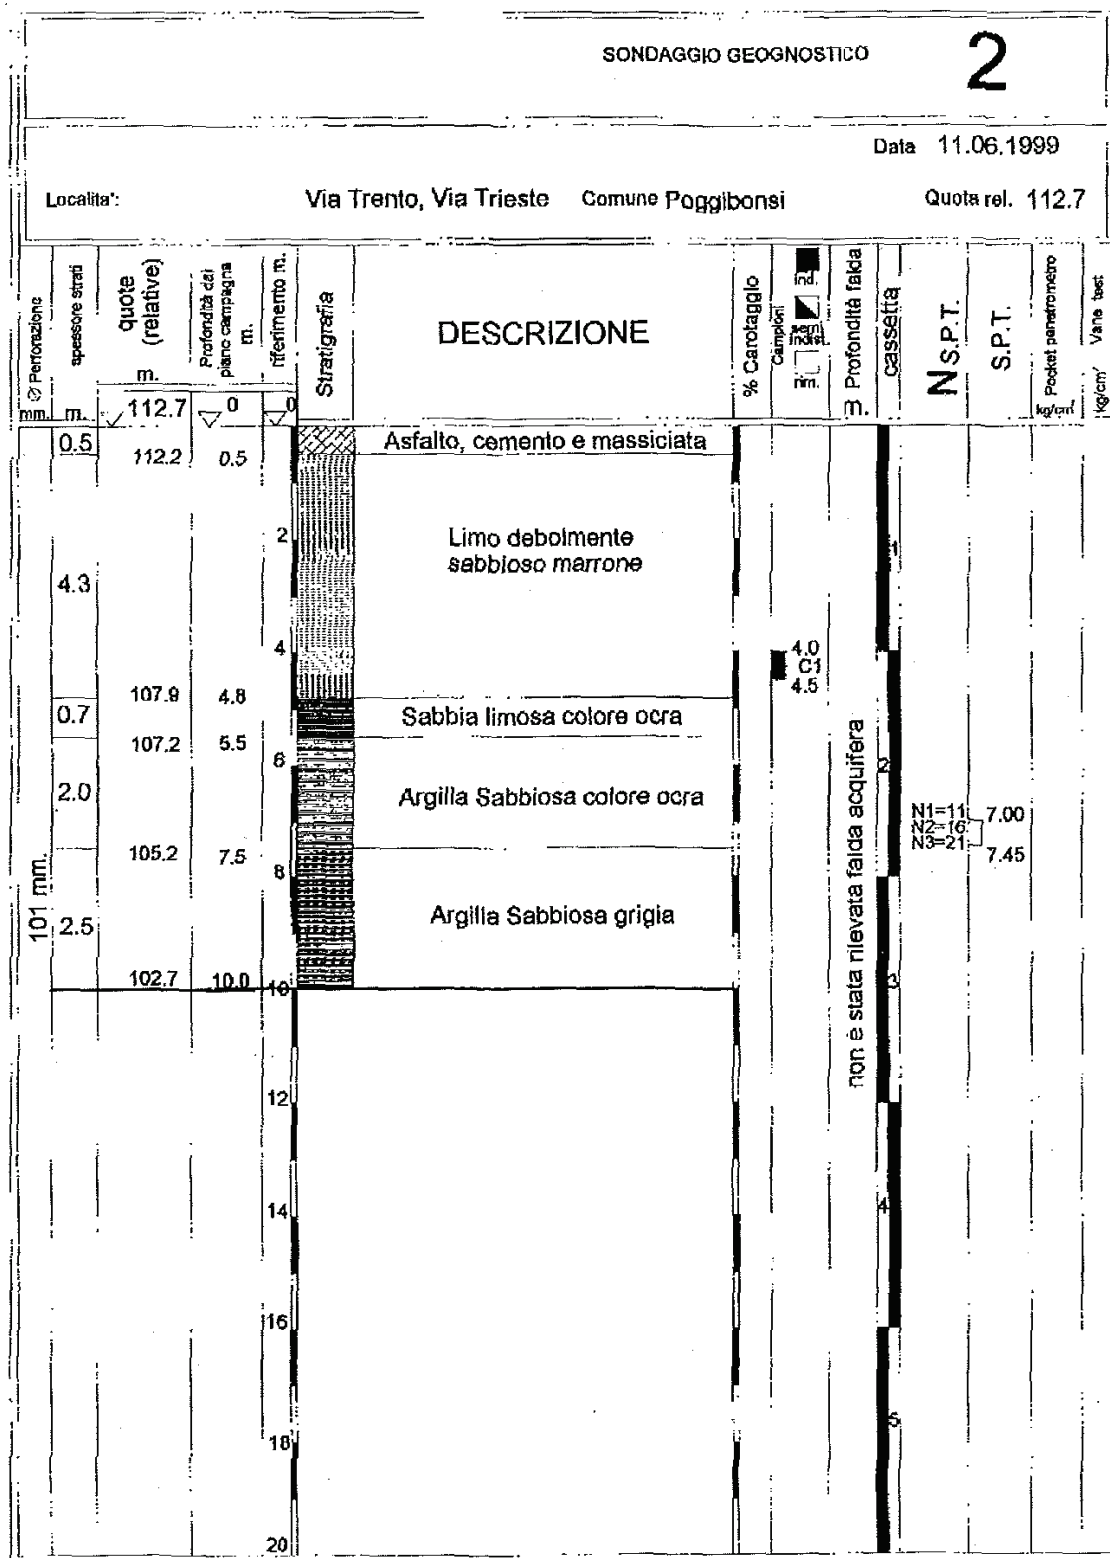 SONDAGGIO GEOGNOSTICO 2
Data 11.06.1999
Localita': Via Trento, Via Trieste Comune Poggibonsi Quota rel. 112.7
Ø Perforazione
mm.
spessore strati
m.
quote
(relative)
m.
Profondità dal
piano campagna
m.
riferimento m.
Stratigrafia
DESCRIZIONE
% Carotaggio
Campioni
ind.
semi
indist.
rim.
m. Profondità falda
cassetta
N S.P.T.
S.P.T.
Pocket penetrometro
kg/cm²
Vane test
kg/cm²
112.7 0 0
0.5 Asfalto, cemento e massiciata
112.2 0.5
2 Limo debolmente
sabbioso marrone
1
4.3
4 4.0
C1
4.5
107.9 4.8
0.7 Sabbia limosa colore ocra
107.2 5.5
6 2
2.0 Argilla Sabbiosa colore ocra
N1=11 7.00
N2=16
N3=21 7.45
105.2 7.5
8
101 mm.
2.5 Argilla Sabbiosa grigia
102.7 10.0 10 3
non è stata rilevata falda acquifera
12
14 4
16
5
18
20